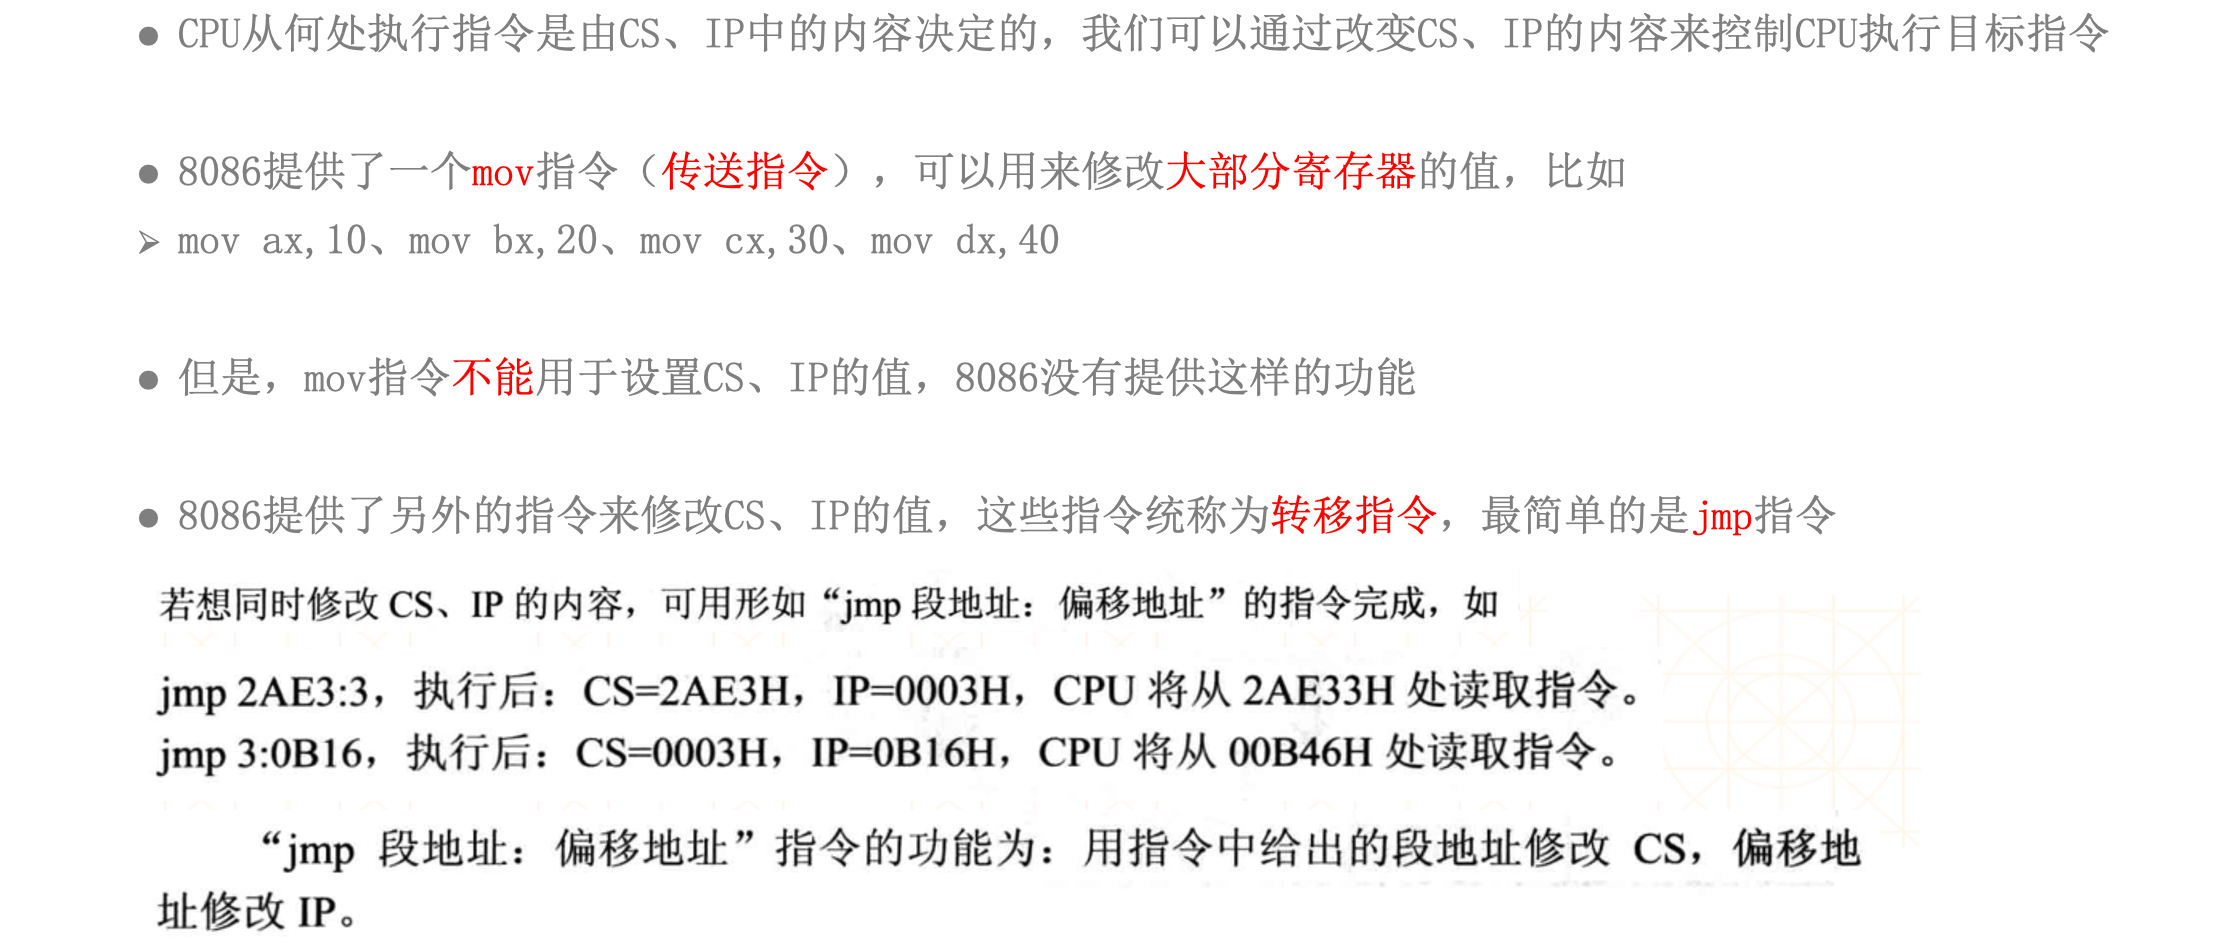 ● CPU从何处执行指令是由CS、IP中的内容决定的，我们可以通过改变CS、IP的内容来控制CPU执行目标指令
● 8086提供了一个mov指令（传送指令），可以用来修改大部分寄存器的值，比如
➢ mov ax,10、mov bx,20、mov cx,30、mov dx,40
● 但是，mov指令不能用于设置CS、IP的值，8086没有提供这样的功能
● 8086提供了另外的指令来修改CS、IP的值，这些指令统称为转移指令，最简单的是jmp指令
若想同时修改 CS、IP 的内容，可用形如“jmp 段地址：偏移地址”的指令完成，如
jmp 2AE3:3，执行后：CS=2AE3H，IP=0003H，CPU 将从 2AE33H 处读取指令。
jmp 3:0B16，执行后：CS=0003H，IP=0B16H，CPU 将从 00B46H 处读取指令。
“jmp 段地址：偏移地址”指令的功能为：用指令中给出的段地址修改 CS，偏移地
址修改 IP。